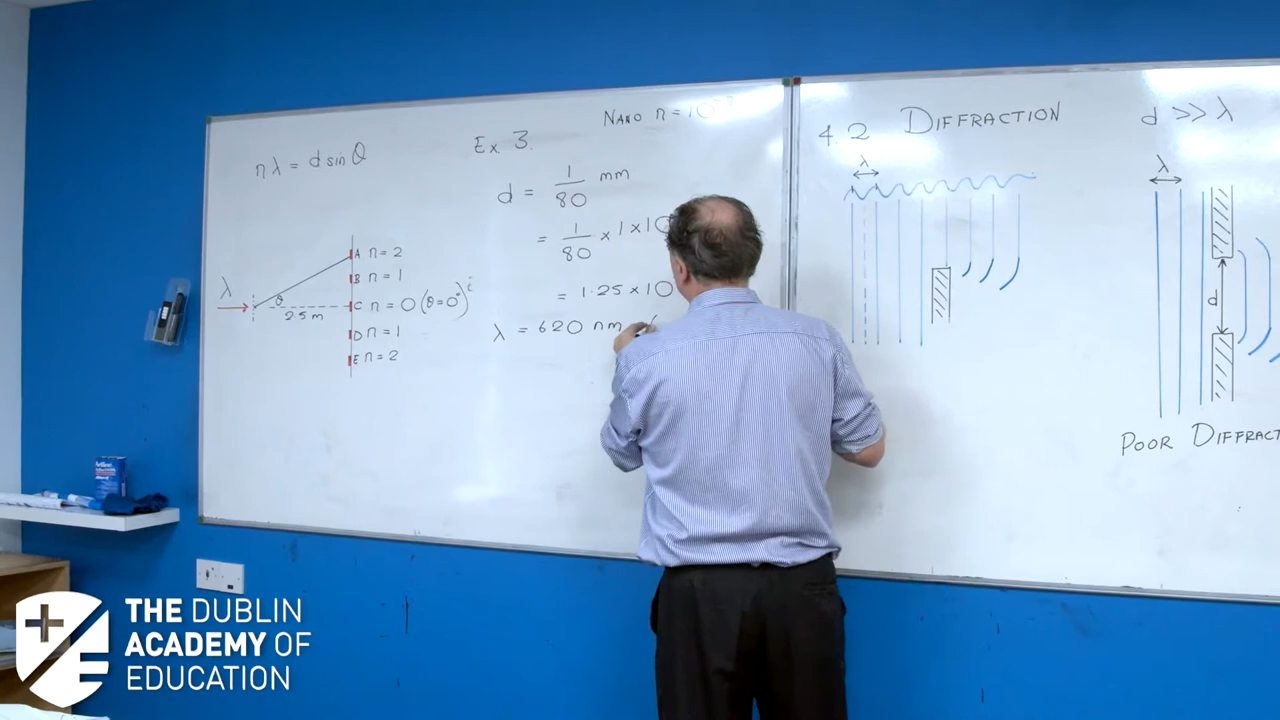 nλ = d sin θ
Ex 3.
NANO n = 10
d = 1/80 mm
= 1/80 × 1 × 10
= 1.25 × 10
λ = 620 nm
A n = 2
B n = 1
C n = 0 (θ = 0°)
D n = 1
E n = 2
λ
θ
2.5 m
4.2 DIFFRACTION
λ
d >> λ
λ
d
POOR DIFFRACT
THE DUBLIN
ACADEMY OF
EDUCATION